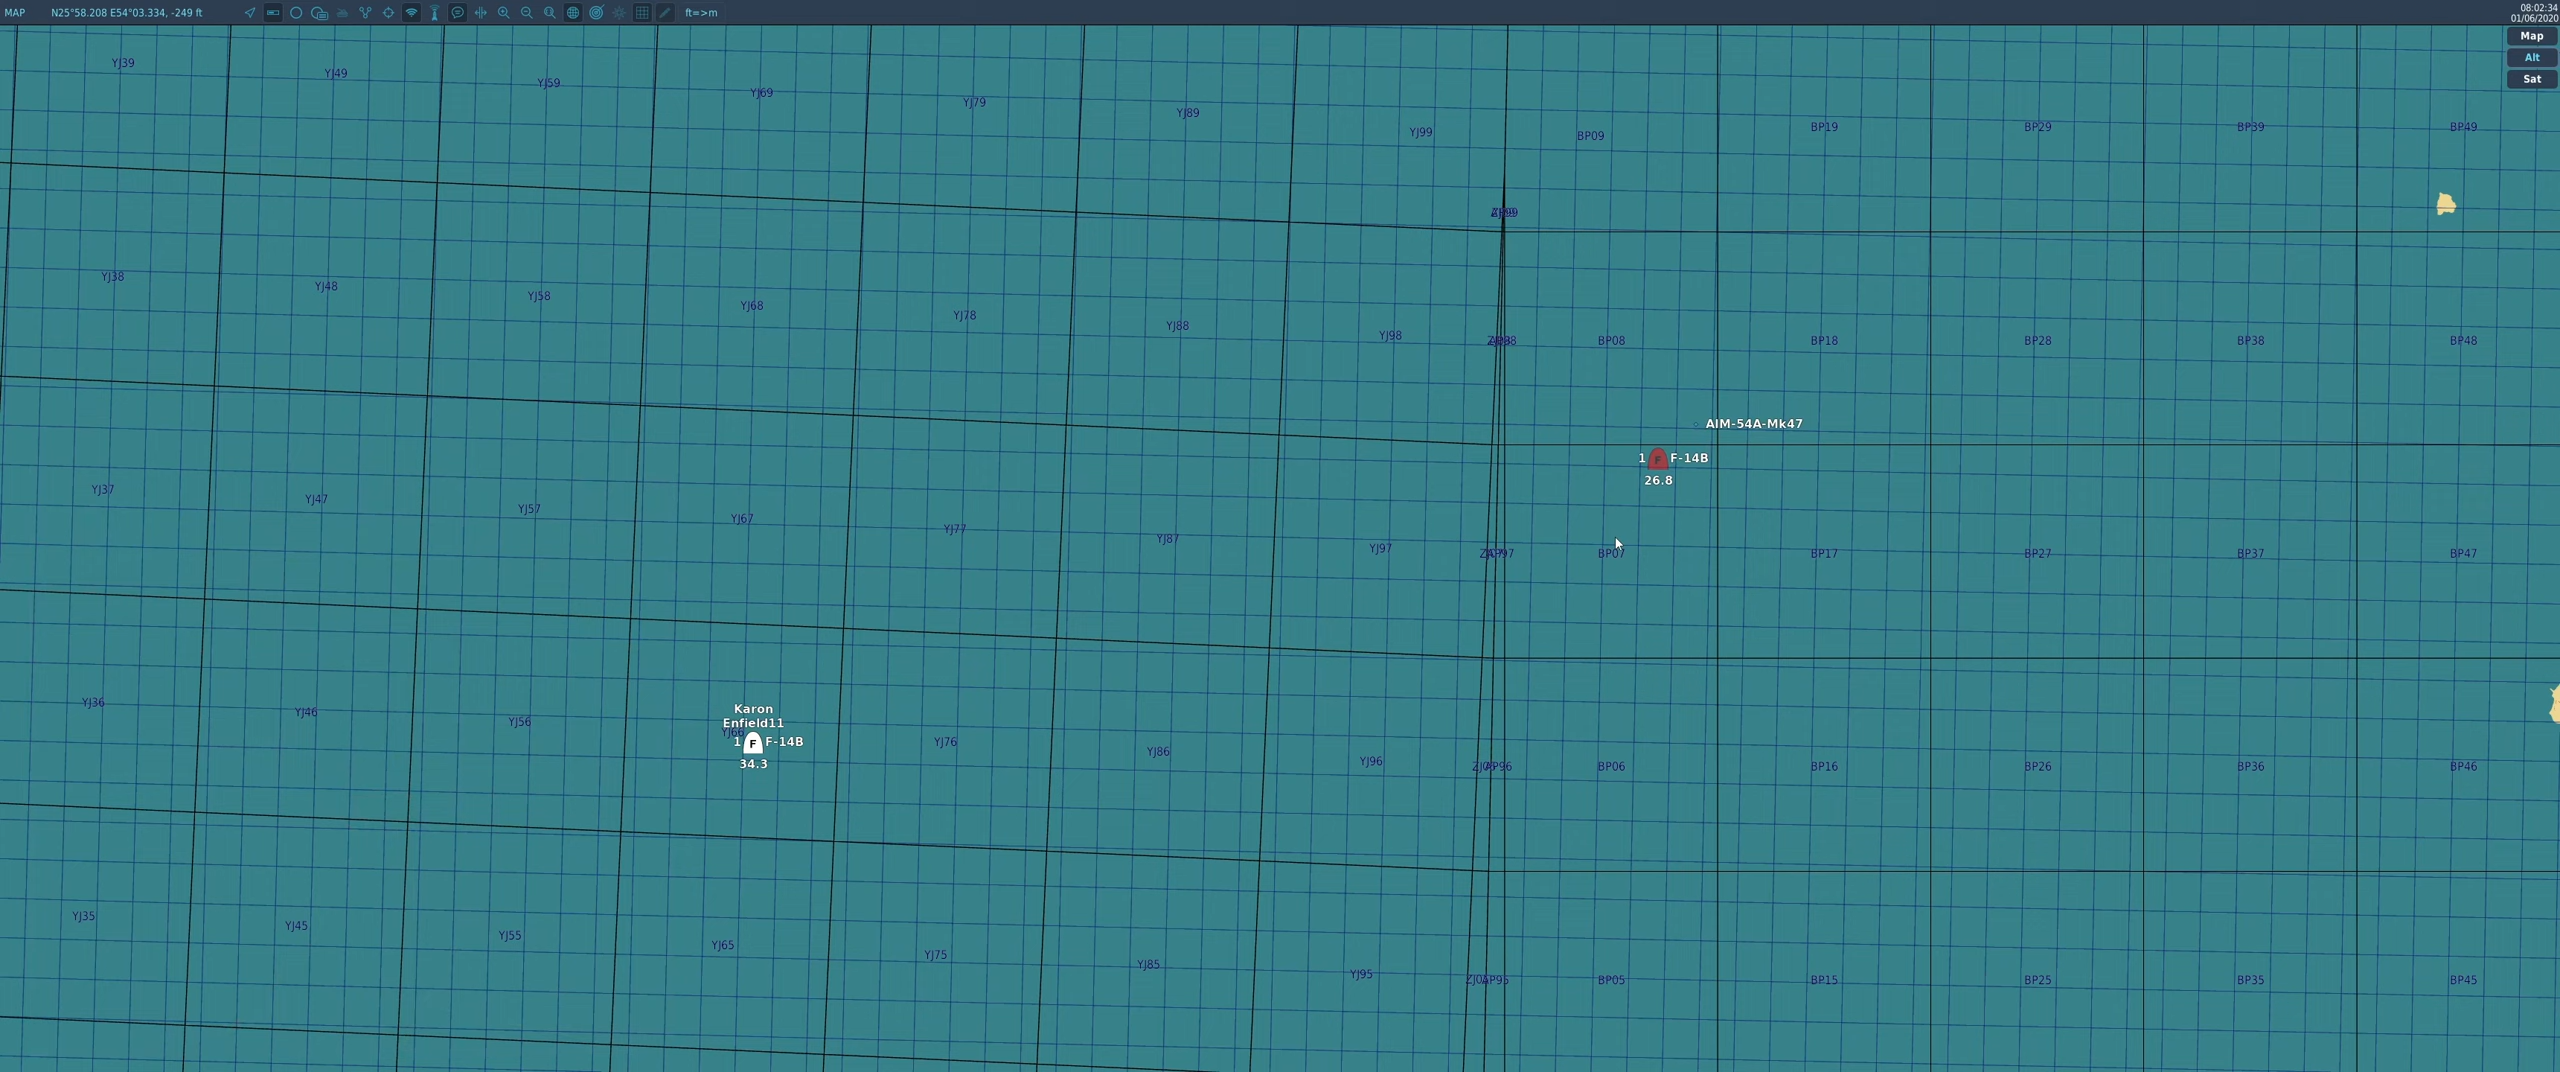 MAP N25°58.208 E54°03.334, -249 ft ft=>m 08:02:34
01/06/2020
Map
Alt
Sat
YJ39 YJ49 YJ59 YJ69 YJ79 YJ89 YJ99 BP09 BP19 BP29 BP39 BP49
YJ38 YJ48 YJ58 YJ68 YJ78 YJ88 YJ98 BP08 BP18 BP28 BP38 BP48
AIM-54A-Mk47
1 F F-14B
26.8
YJ37 YJ47 YJ57 YJ67 YJ77 YJ87 YJ97 BP07 BP17 BP27 BP37 BP47
YJ36 YJ46 YJ56 YJ66 YJ76 YJ86 YJ96 BP06 BP16 BP26 BP36 BP46
Karon
Enfield11
1 F F-14B
34.3
YJ35 YJ45 YJ55 YJ65 YJ75 YJ85 YJ95 BP05 BP15 BP25 BP35 BP45